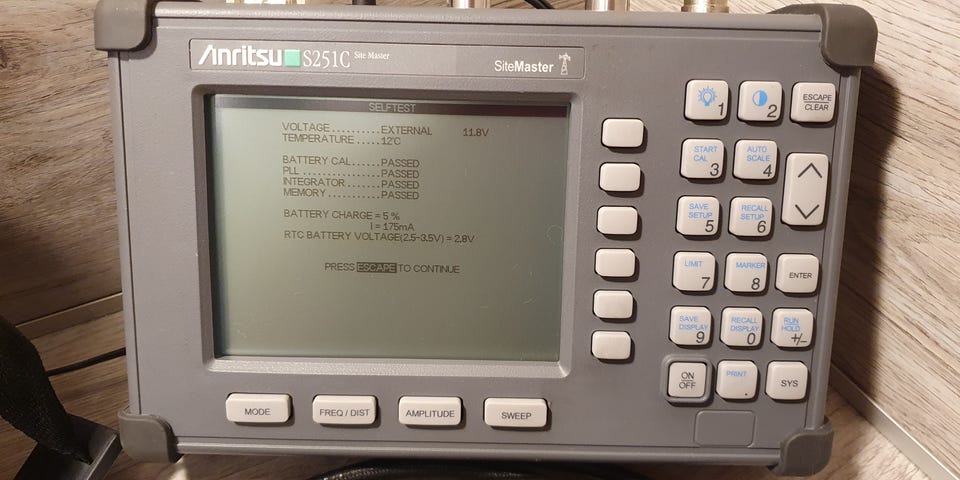 Anritsu S251C Site Master
SiteMaster
SELFTEST
VOLTAGE..........EXTERNAL 11.8V
TEMPERATURE.....12°C
BATTERY CAL......PASSED
PLL.................PASSED
INTEGRATOR.......PASSED
MEMORY..........PASSED
BATTERY CHARGE = 5 %
I = 175mA
RTC BATTERY VOLTAGE(2.5-3.5V) = 2.8V
PRESS ESCAPE TO CONTINUE
1
2
ESCAPE
CLEAR
START
CAL
3
AUTO
SCALE
4
SAVE
SETUP
5
RECALL
SETUP
6
LIMIT
7
MARKER
8
ENTER
SAVE
DISPLAY
9
RECALL
DISPLAY
0
RUN
HOLD
+/-
ON
OFF
PRINT
.
SYS
MODE
FREQ / DIST
AMPLITUDE
SWEEP